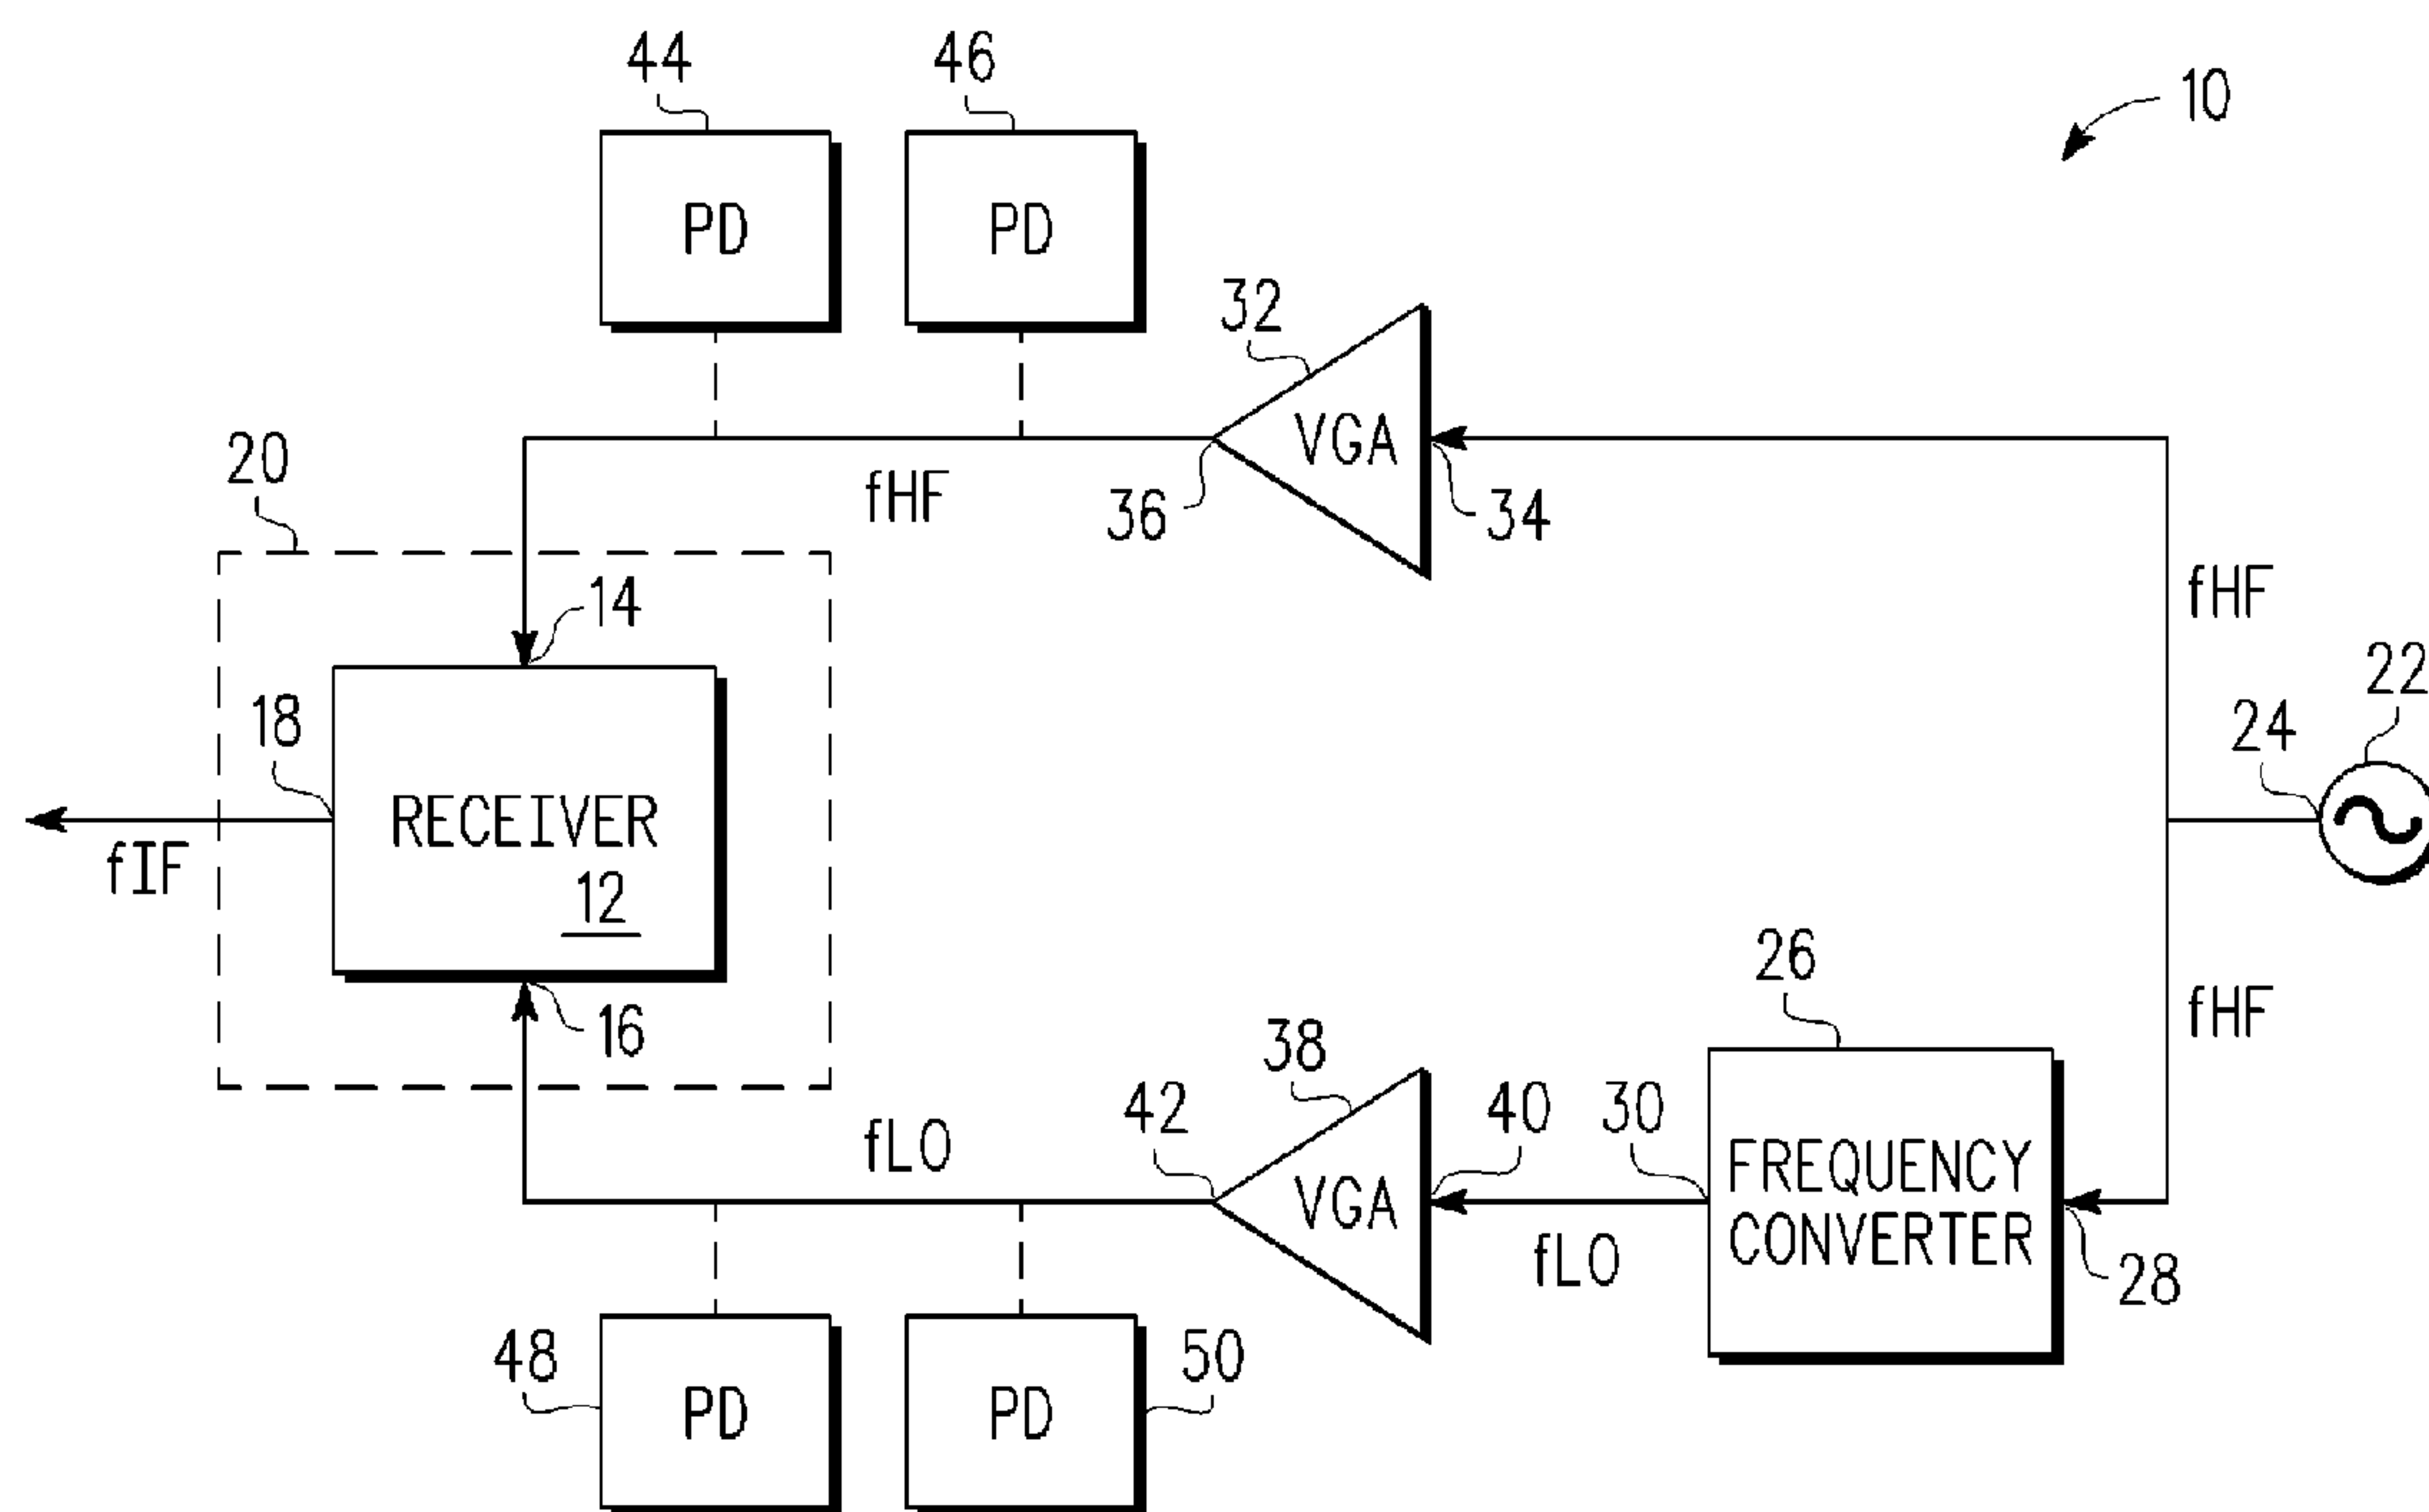 44
46
10
PD
PD
32
VGA
20
fHF
36
34
14
fHF
22
18
24
RECEIVER
12
fIF
26
fHF
16
38
42
40
30
fLO
VGA
FREQUENCY
CONVERTER
fLO
28
48
50
PD
PD